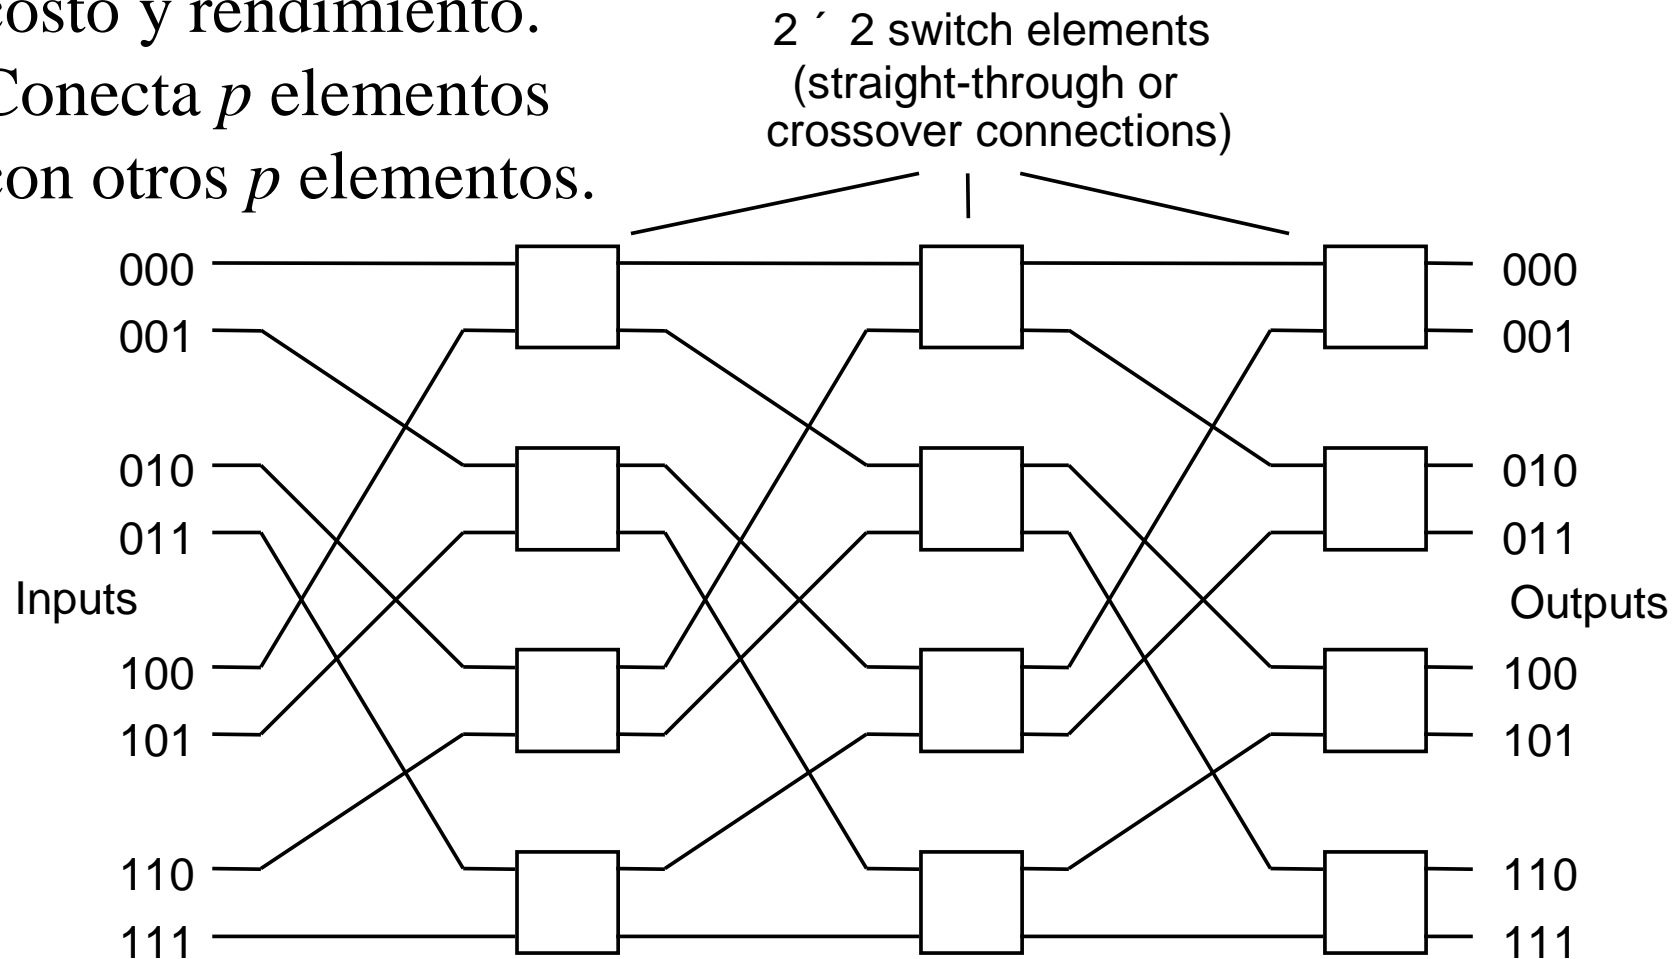 costo y rendimiento.
Conecta p elementos
con otros p elementos.
2 ´ 2 switch elements
(straight-through or
crossover connections)
000
000
001
001
010
010
011
011
Inputs
Outputs
100
100
101
101
110
110
111
111